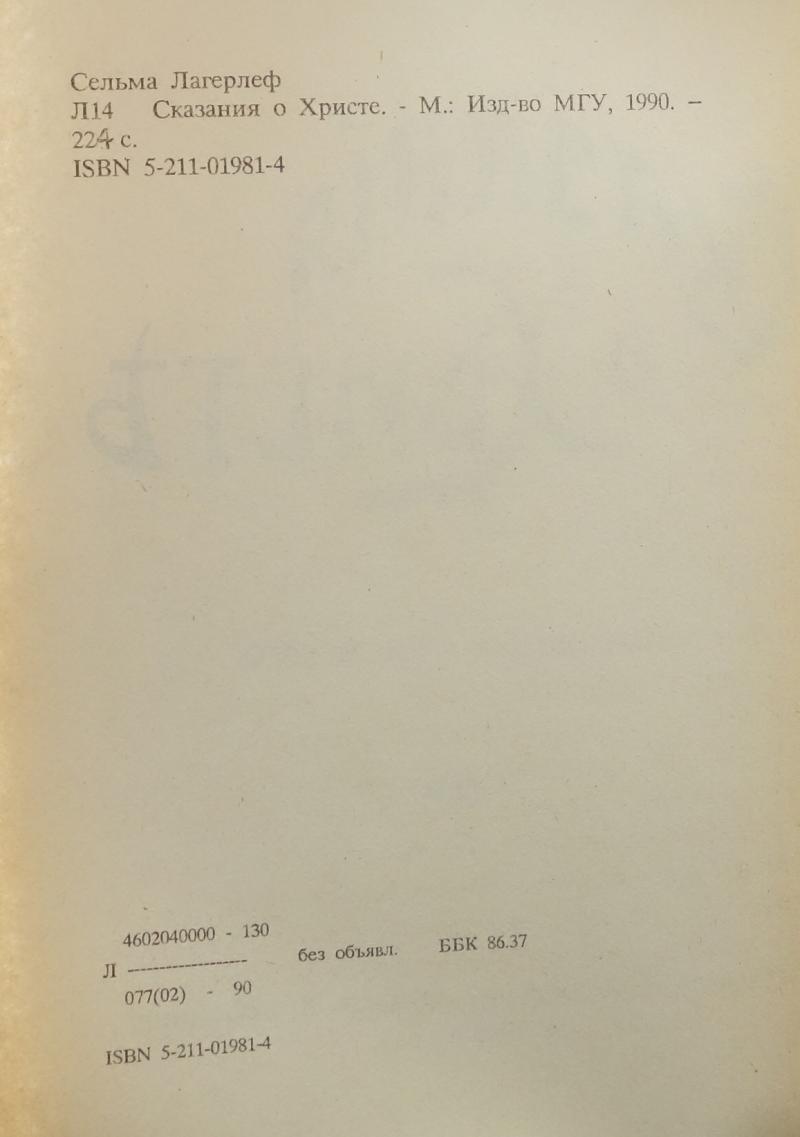 Сельма Лагерлеф
Л14 Сказания о Христе. - М.: Изд-во МГУ, 1990. –
224 с.
ISBN 5-211-01981-4
4602040000 - 130
Л ------------------ без объявл. ББК 86.37
077(02) - 90
ISBN 5-211-01981-4